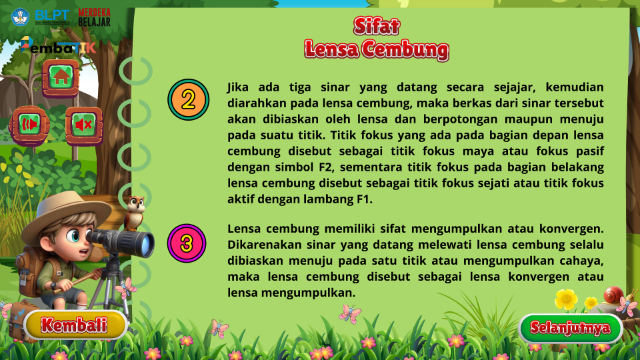 BLPT
MERDEKA
BELAJAR
PembaTIK
Sifat
Lensa Cembung
2
Jika ada tiga sinar yang datang secara sejajar, kemudian
diarahkan pada lensa cembung, maka berkas dari sinar tersebut
akan dibiaskan oleh lensa dan berpotongan maupun menuju
pada suatu titik. Titik fokus yang ada pada bagian depan lensa
cembung disebut sebagai titik fokus maya atau fokus pasif
dengan simbol F2, sementara titik fokus pada bagian belakang
lensa cembung disebut sebagai titik fokus sejati atau titik fokus
aktif dengan lambang F1.
3
Lensa cembung memiliki sifat mengumpulkan atau konvergen.
Dikarenakan sinar yang datang melewati lensa cembung selalu
dibiaskan menuju pada satu titik atau mengumpulkan cahaya,
maka lensa cembung disebut sebagai lensa konvergen atau
lensa mengumpulkan.
Kembali
Selanjutnya